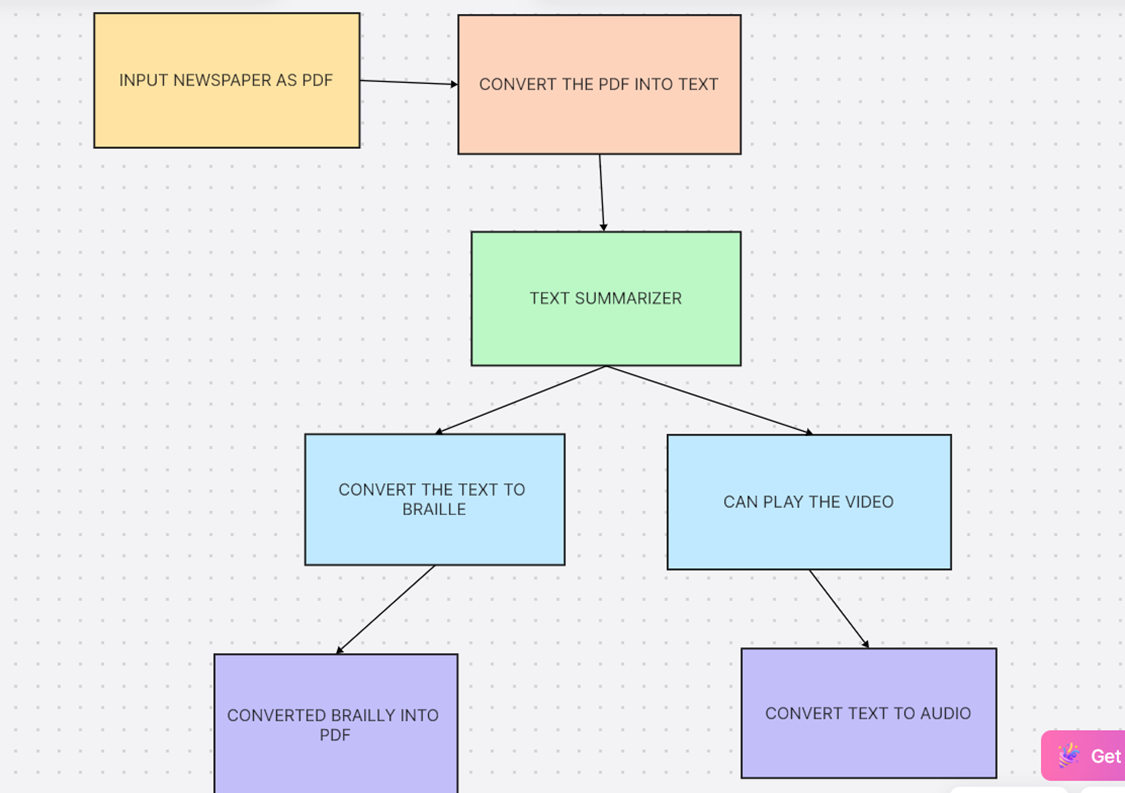 INPUT NEWSPAPER AS PDF
CONVERT THE PDF INTO TEXT
TEXT SUMMARIZER
CONVERT THE TEXT TO
BRAILLE
CAN PLAY THE VIDEO
CONVERTED BRAILLY INTO
PDF
CONVERT TEXT TO AUDIO
Get